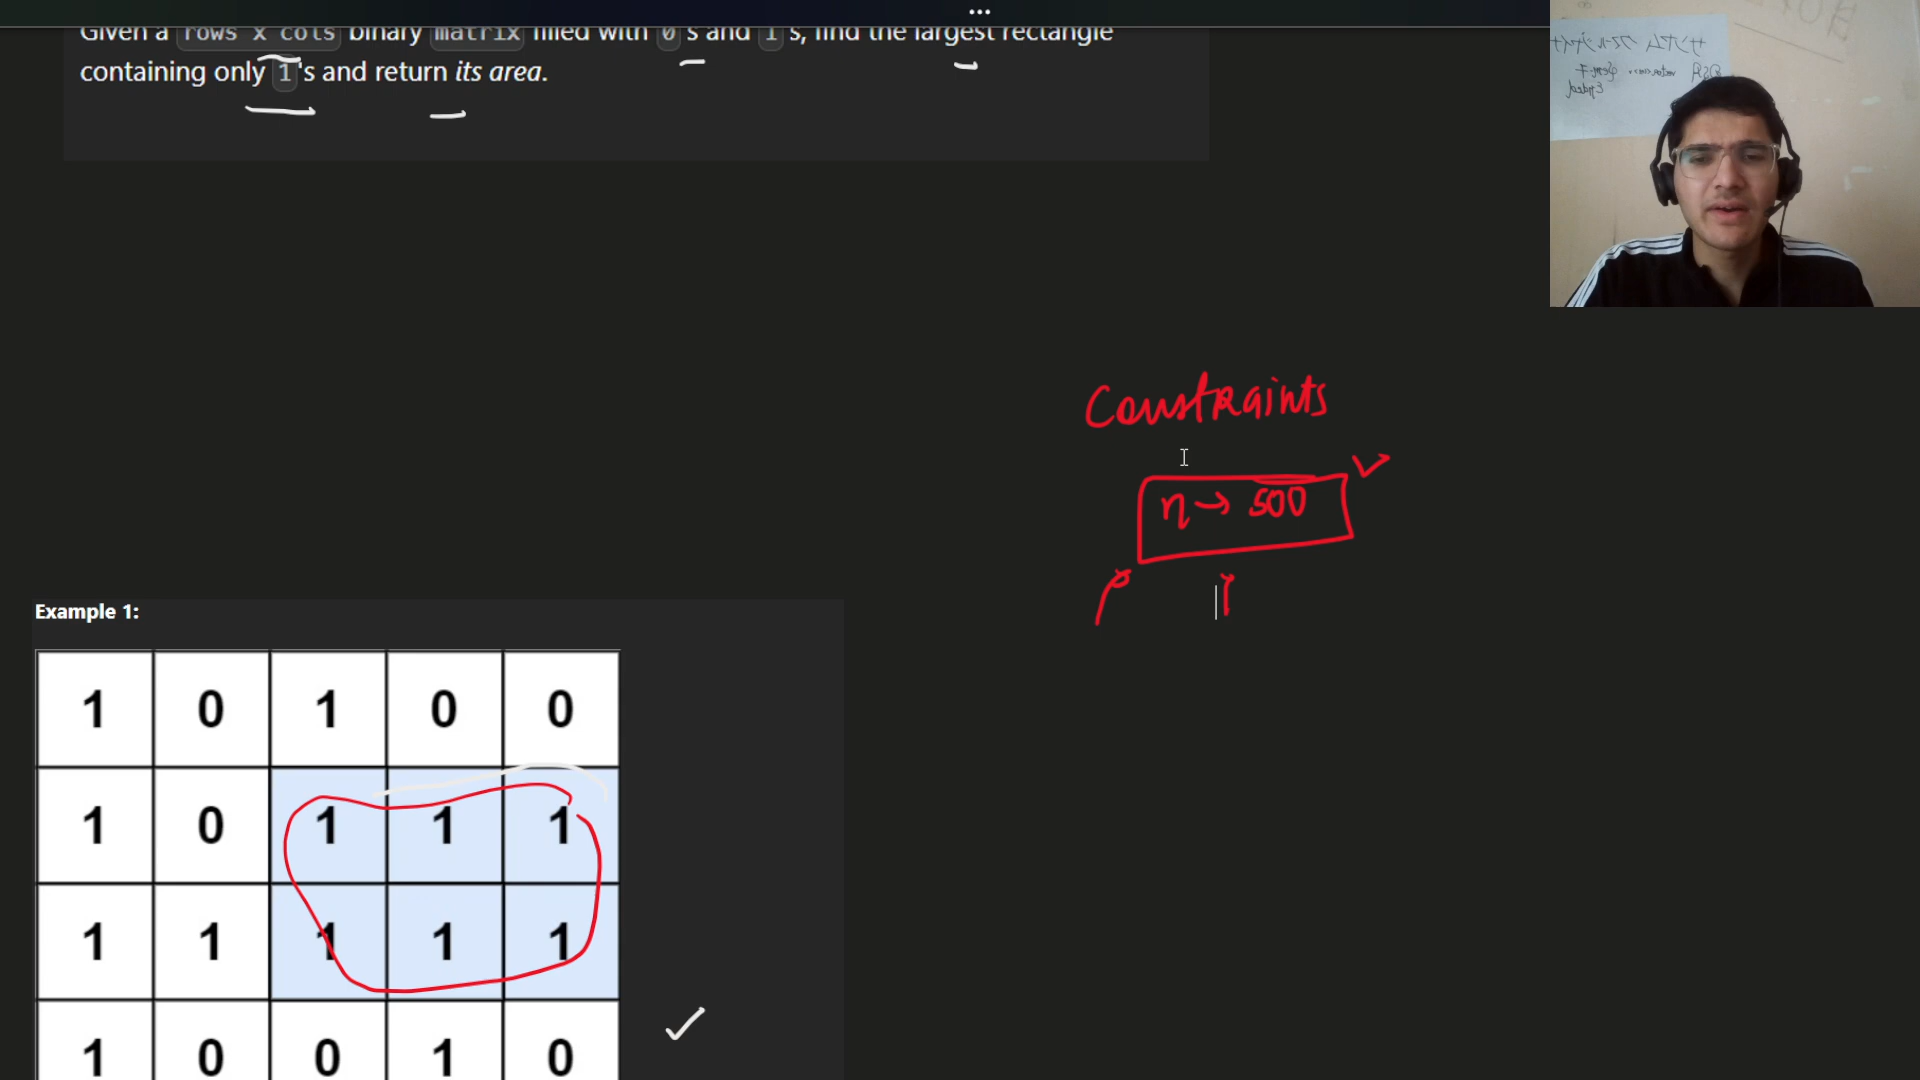 ...
Given a rows x cols binary matrix filled with 0's and 1's, find the largest rectangle
containing only 1's and return its area.
Constraints
n → 500
Example 1:
1 0 1 0 0
1 0 1 1 1
1 1 1 1 1
1 0 0 1 0